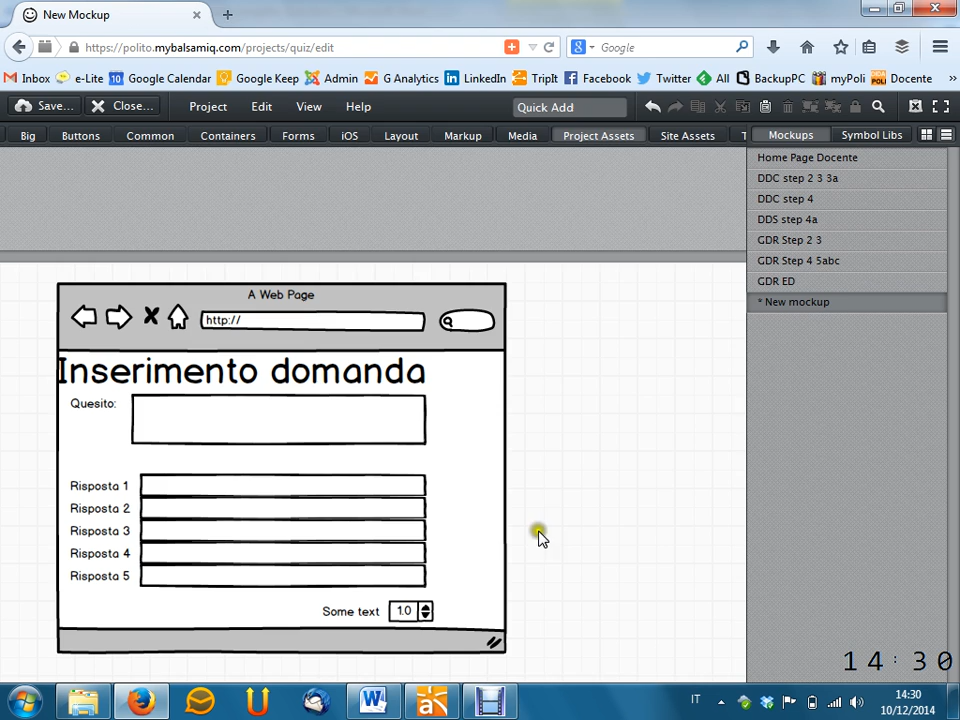 New Mockup
https://polito.mybalsamiq.com/projects/quiz/edit
Google
Inbox e-Lite Google Calendar Google Keep Admin G Analytics LinkedIn TripIt Facebook Twitter All BackupPC myPoli Docente »
Save... Close... Project Edit View Help Quick Add
Big Buttons Common Containers Forms iOS Layout Markup Media Project Assets Site Assets T Mockups Symbol Libs
Home Page Docente
DDC step 2 3 3a
DDC step 4
DDS step 4a
GDR Step 2 3
GDR Step 4 5abc
GDR ED
* New mockup
A Web Page
http://
Inserimento domanda
Quesito:
Risposta 1
Risposta 2
Risposta 3
Risposta 4
Risposta 5
Some text 1.0
14:30
IT
14:30
10/12/2014